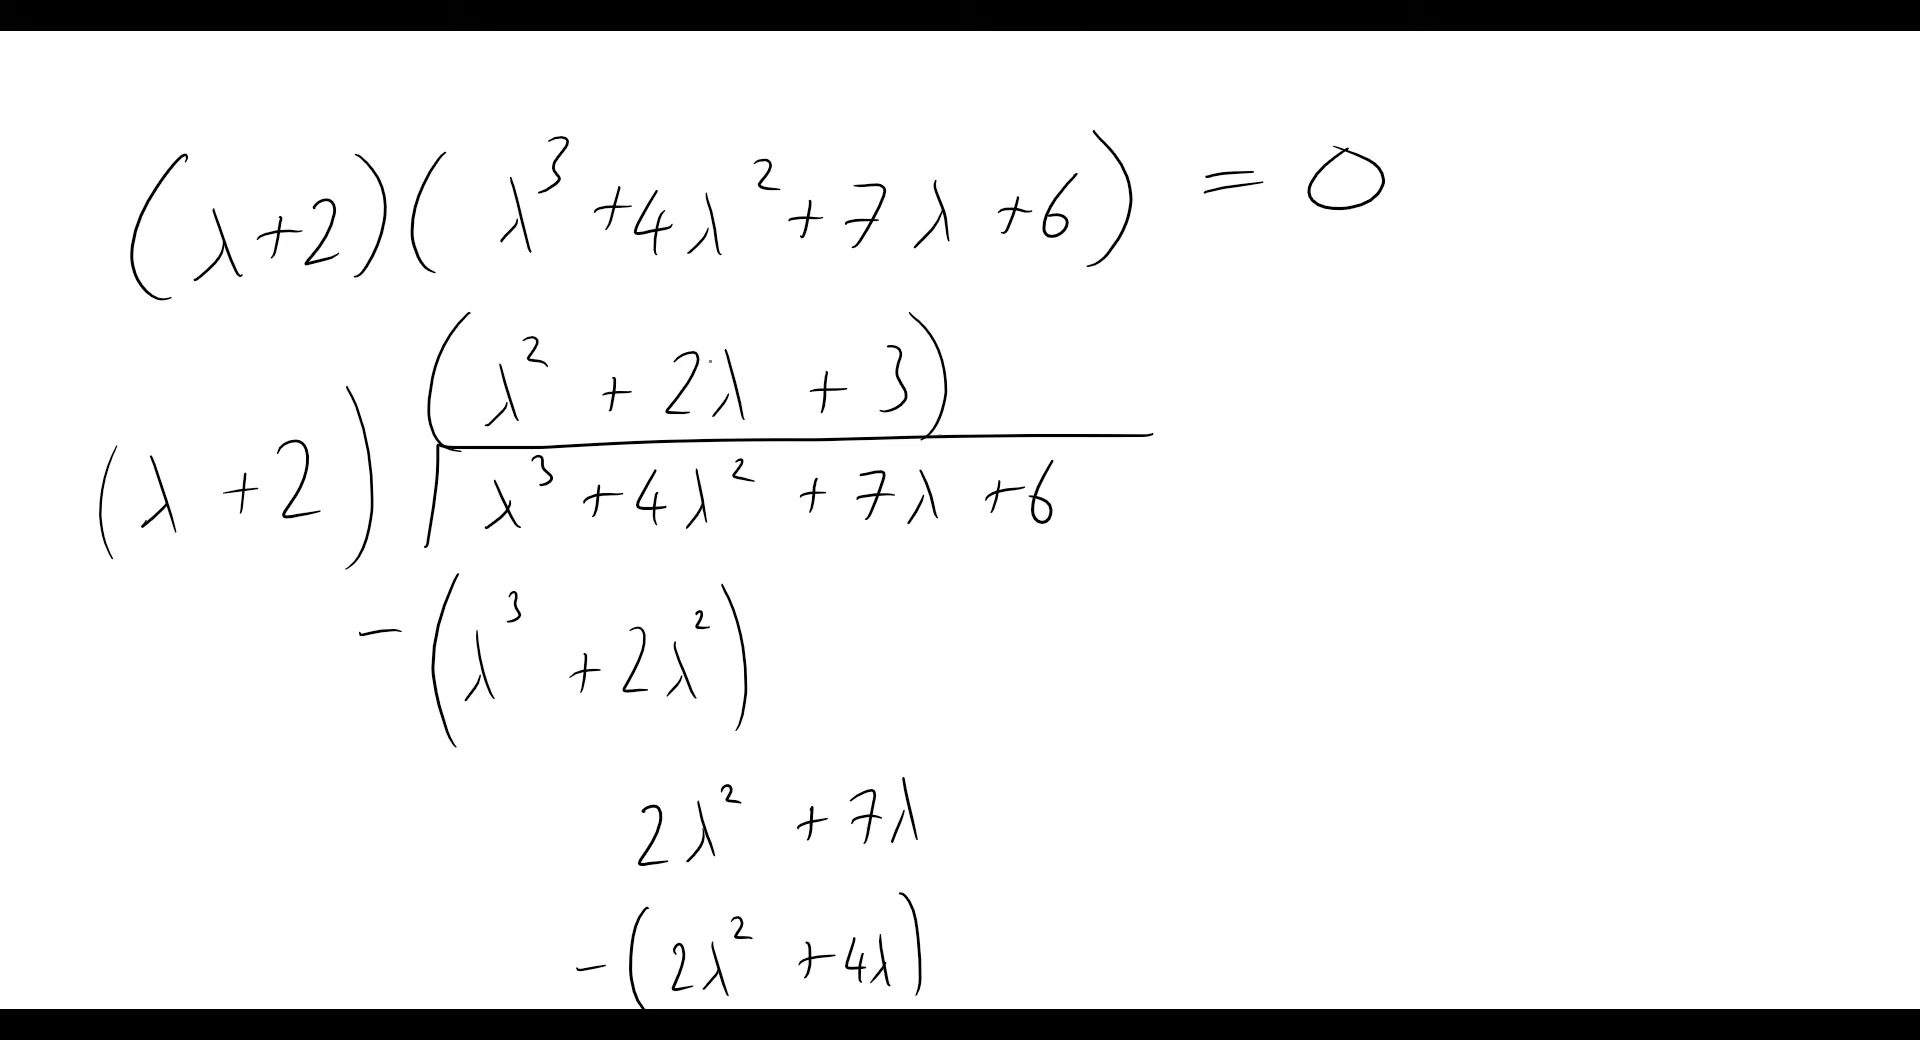 (λ+2)(λ³+4λ²+7λ+6) = 0
(λ² + 2λ + 3)
(λ+2) λ³+4λ²+7λ+6
-(λ³+2λ²)
2λ²+7λ
-(2λ²+4λ)